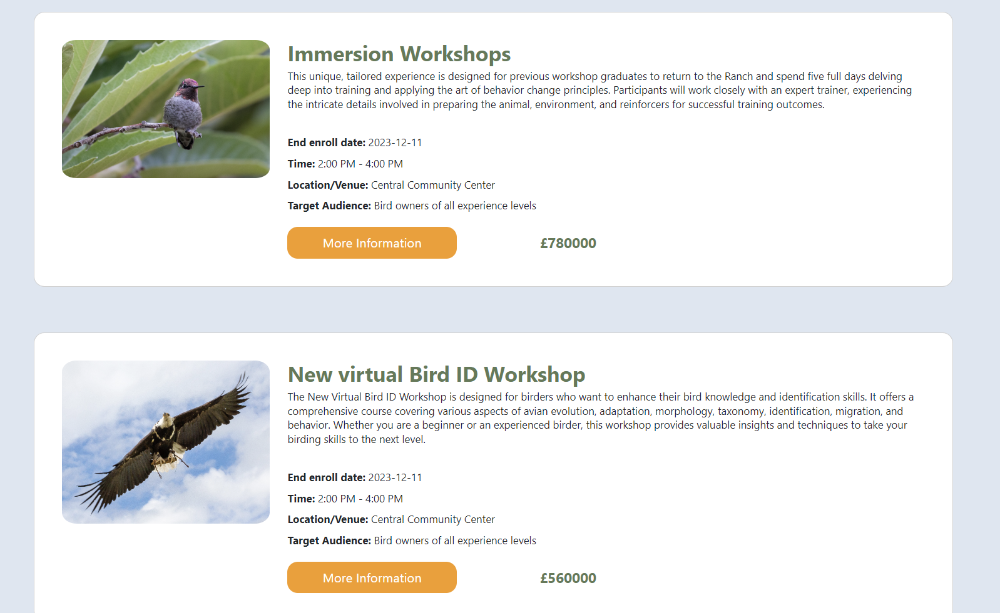 Immersion Workshops
This unique, tailored experience is designed for previous workshop graduates to return to the Ranch and spend five full days delving
deep into training and applying the art of behavior change principles. Participants will work closely with an expert trainer, experiencing
the intricate details involved in preparing the animal, environment, and reinforcers for successful training outcomes.
End enroll date: 2023-12-11
Time: 2:00 PM - 4:00 PM
Location/Venue: Central Community Center
Target Audience: Bird owners of all experience levels
More Information £780000
New virtual Bird ID Workshop
The New Virtual Bird ID Workshop is designed for birders who want to enhance their bird knowledge and identification skills. It offers a
comprehensive course covering various aspects of avian evolution, adaptation, morphology, taxonomy, identification, migration, and
behavior. Whether you are a beginner or an experienced birder, this workshop provides valuable insights and techniques to take your
birding skills to the next level.
End enroll date: 2023-12-11
Time: 2:00 PM - 4:00 PM
Location/Venue: Central Community Center
Target Audience: Bird owners of all experience levels
More Information £560000